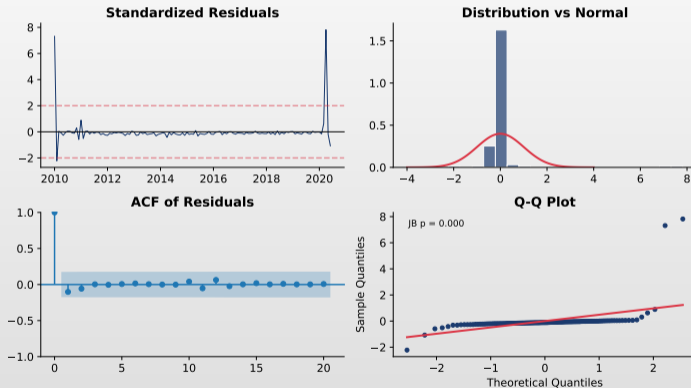 Standardized Residuals
8
6
4
2
0
−2
2010 2012 2014 2016 2018 2020
Distribution vs Normal
1.5
1.0
0.5
0.0
−4 −2 0 2 4 6 8
ACF of Residuals
1.0
0.5
0.0
−0.5
−1.0
0 5 10 15 20
Q-Q Plot
JB p = 0.000
Sample Quantiles
8
6
4
2
0
−2
−2 −1 0 1 2
Theoretical Quantiles